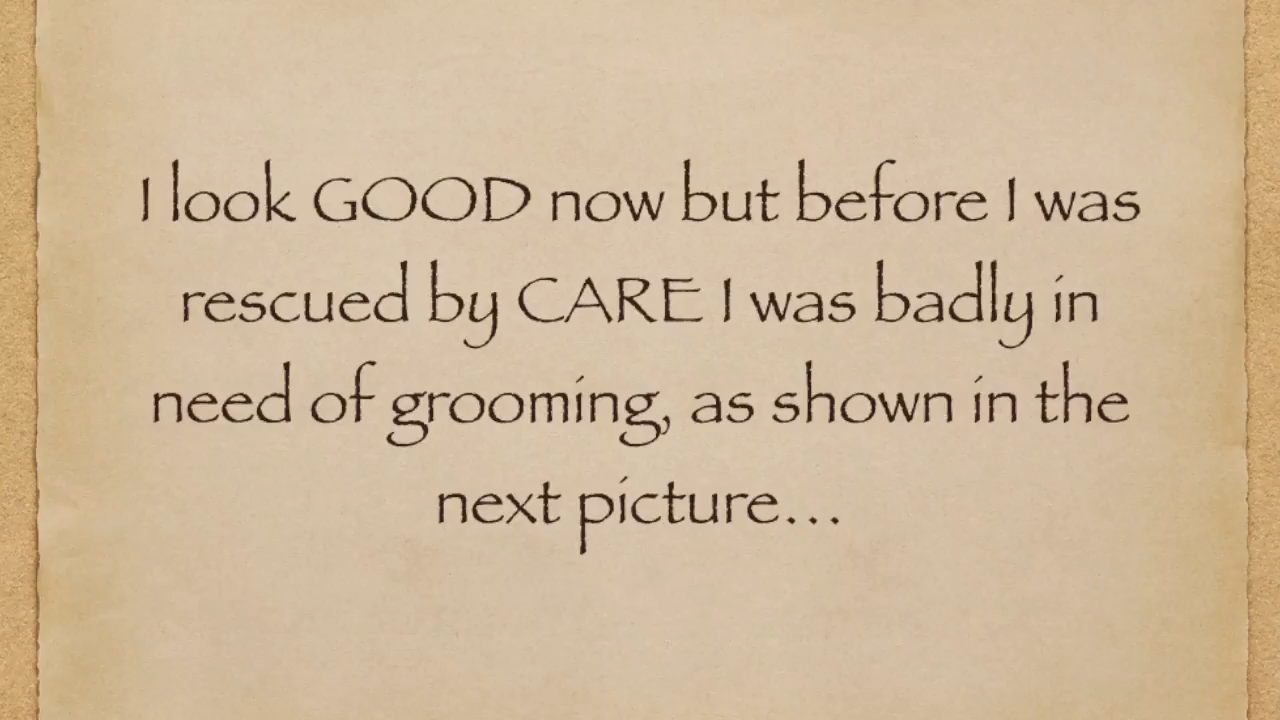 I look GOOD now but before I was
rescued by CARE I was badly in
need of grooming, as shown in the
next picture…